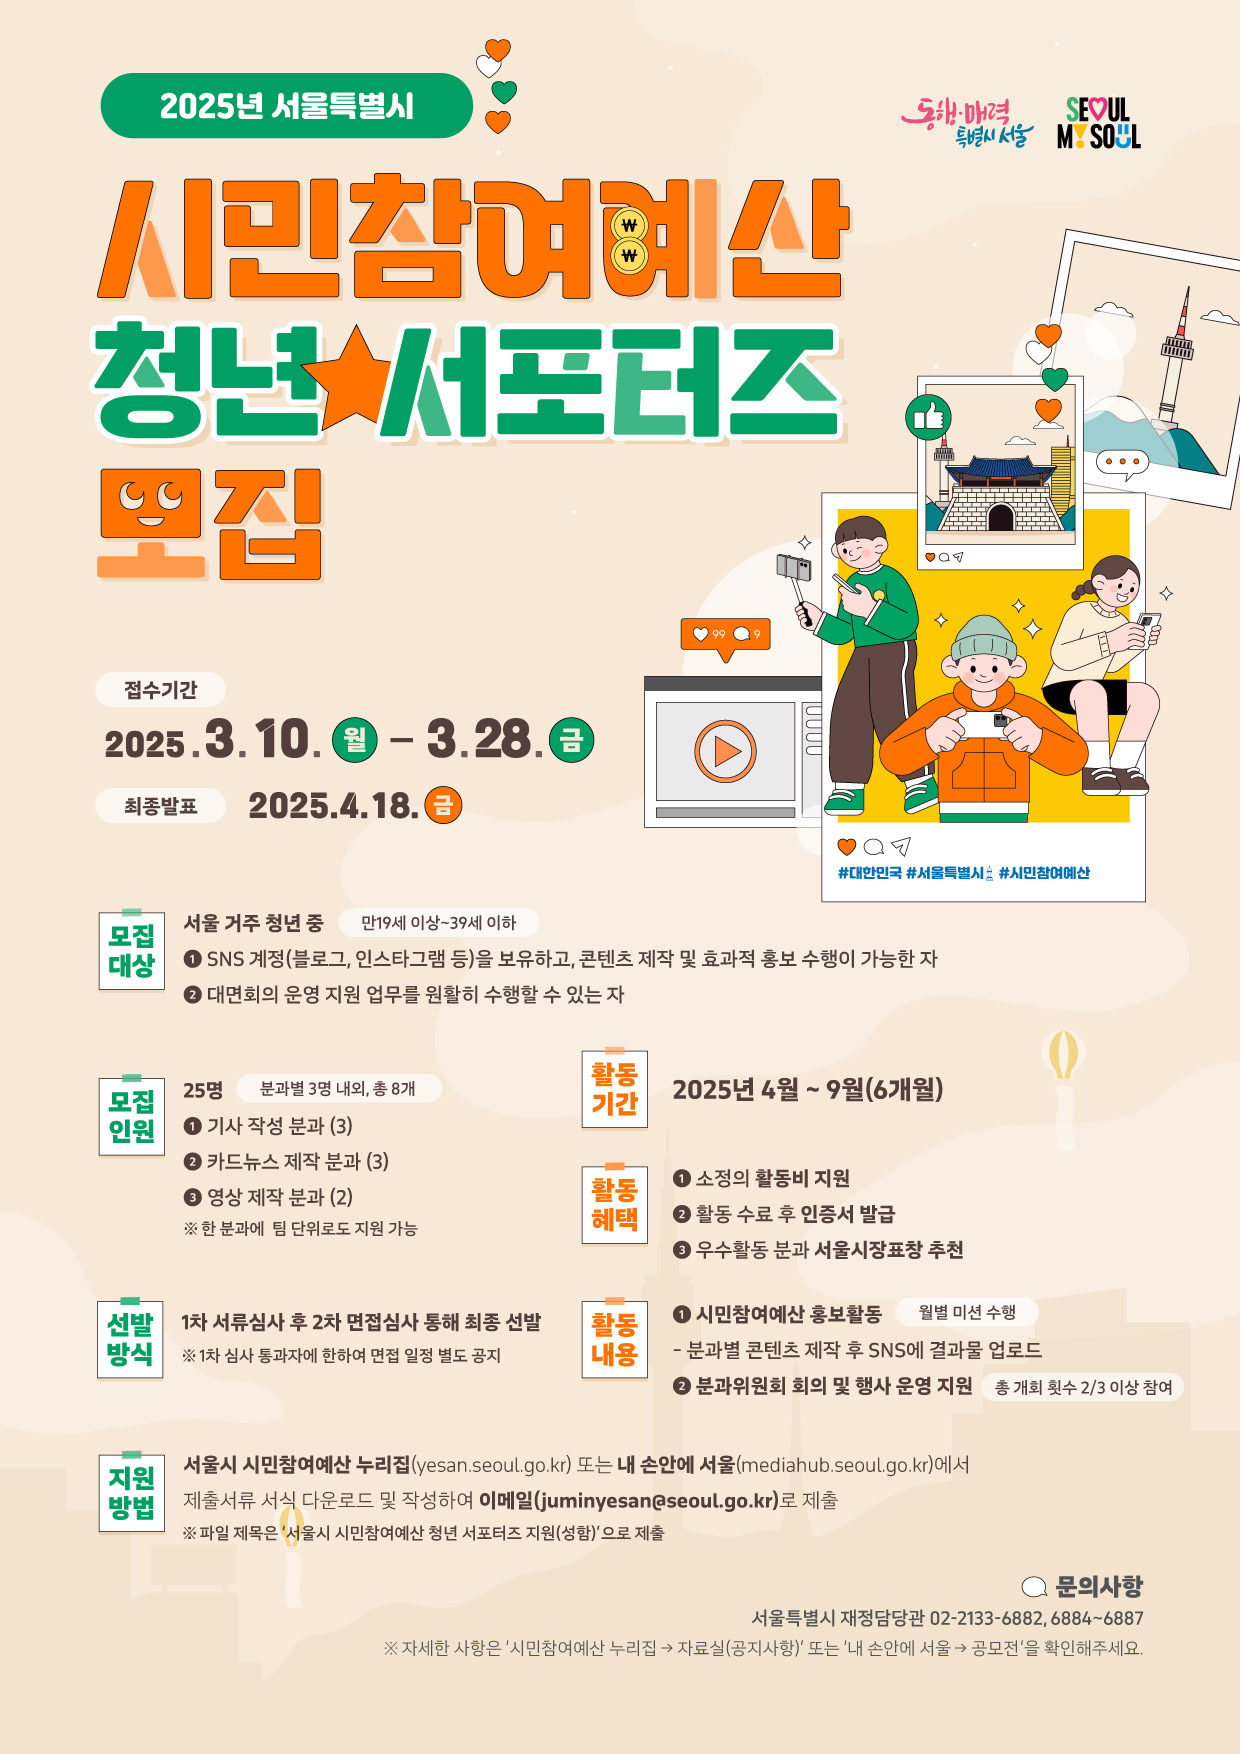 2025년 서울특별시
동행·매력
특별시 서울
SEOUL
MY SOUL
시민참여예산
청년★서포터즈
모집
접수기간
2025.3.10.월 – 3.28.금
최종발표 2025.4.18.금
99 9
#대한민국 #서울특별시 #시민참여예산
모집
대상
서울 거주 청년 중 만19세 이상~39세 이하
❶ SNS 계정(블로그, 인스타그램 등)을 보유하고, 콘텐츠 제작 및 효과적 홍보 수행이 가능한 자
❷ 대면회의 운영 지원 업무를 원활히 수행할 수 있는 자
모집
인원
25명 분과별 3명 내외, 총 8개
❶ 기사 작성 분과 (3)
❷ 카드뉴스 제작 분과 (3)
❸ 영상 제작 분과 (2)
※ 한 분과에 팀 단위로도 지원 가능
활동
기간
2025년 4월 ~ 9월(6개월)
활동
혜택
❶ 소정의 활동비 지원
❷ 활동 수료 후 인증서 발급
❸ 우수활동 분과 서울시장표창 추천
선발
방식
1차 서류심사 후 2차 면접심사 통해 최종 선발
※ 1차 심사 통과자에 한하여 면접 일정 별도 공지
활동
내용
❶ 시민참여예산 홍보활동 월별 미션 수행
- 분과별 콘텐츠 제작 후 SNS에 결과물 업로드
❷ 분과위원회 회의 및 행사 운영 지원 총 개회 횟수 2/3 이상 참여
지원
방법
서울시 시민참여예산 누리집(yesan.seoul.go.kr) 또는 내 손안에 서울(mediahub.seoul.go.kr)에서
제출서류 서식 다운로드 및 작성하여 이메일(juminyesan@seoul.go.kr)로 제출
※ 파일 제목은 '서울시 시민참여예산 청년 서포터즈 지원(성함)'으로 제출
문의사항
서울특별시 재정담당관 02-2133-6882, 6884~6887
※ 자세한 사항은 '시민참여예산 누리집 → 자료실(공지사항)' 또는 '내 손안에 서울 → 공모전'을 확인해주세요.